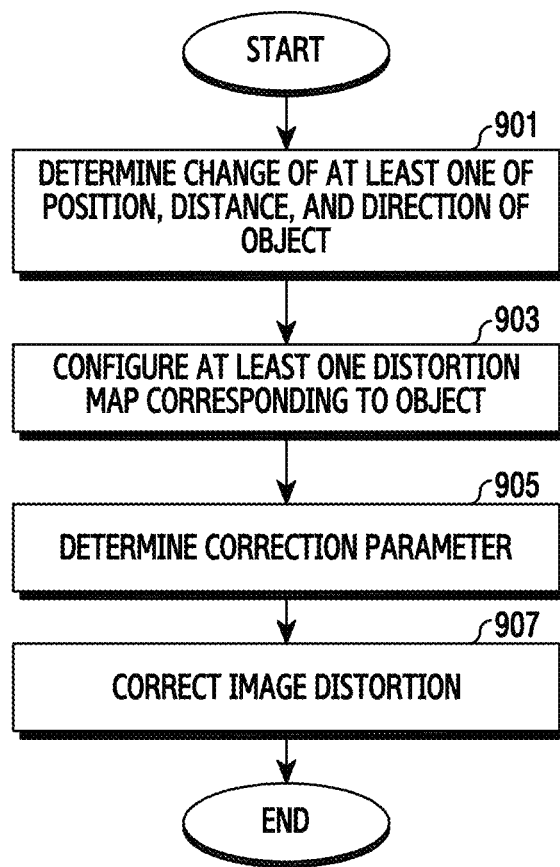 START
901
DETERMINE CHANGE OF AT LEAST ONE OF
POSITION, DISTANCE, AND DIRECTION OF
OBJECT
903
CONFIGURE AT LEAST ONE DISTORTION
MAP CORRESPONDING TO OBJECT
905
DETERMINE CORRECTION PARAMETER
907
CORRECT IMAGE DISTORTION
END